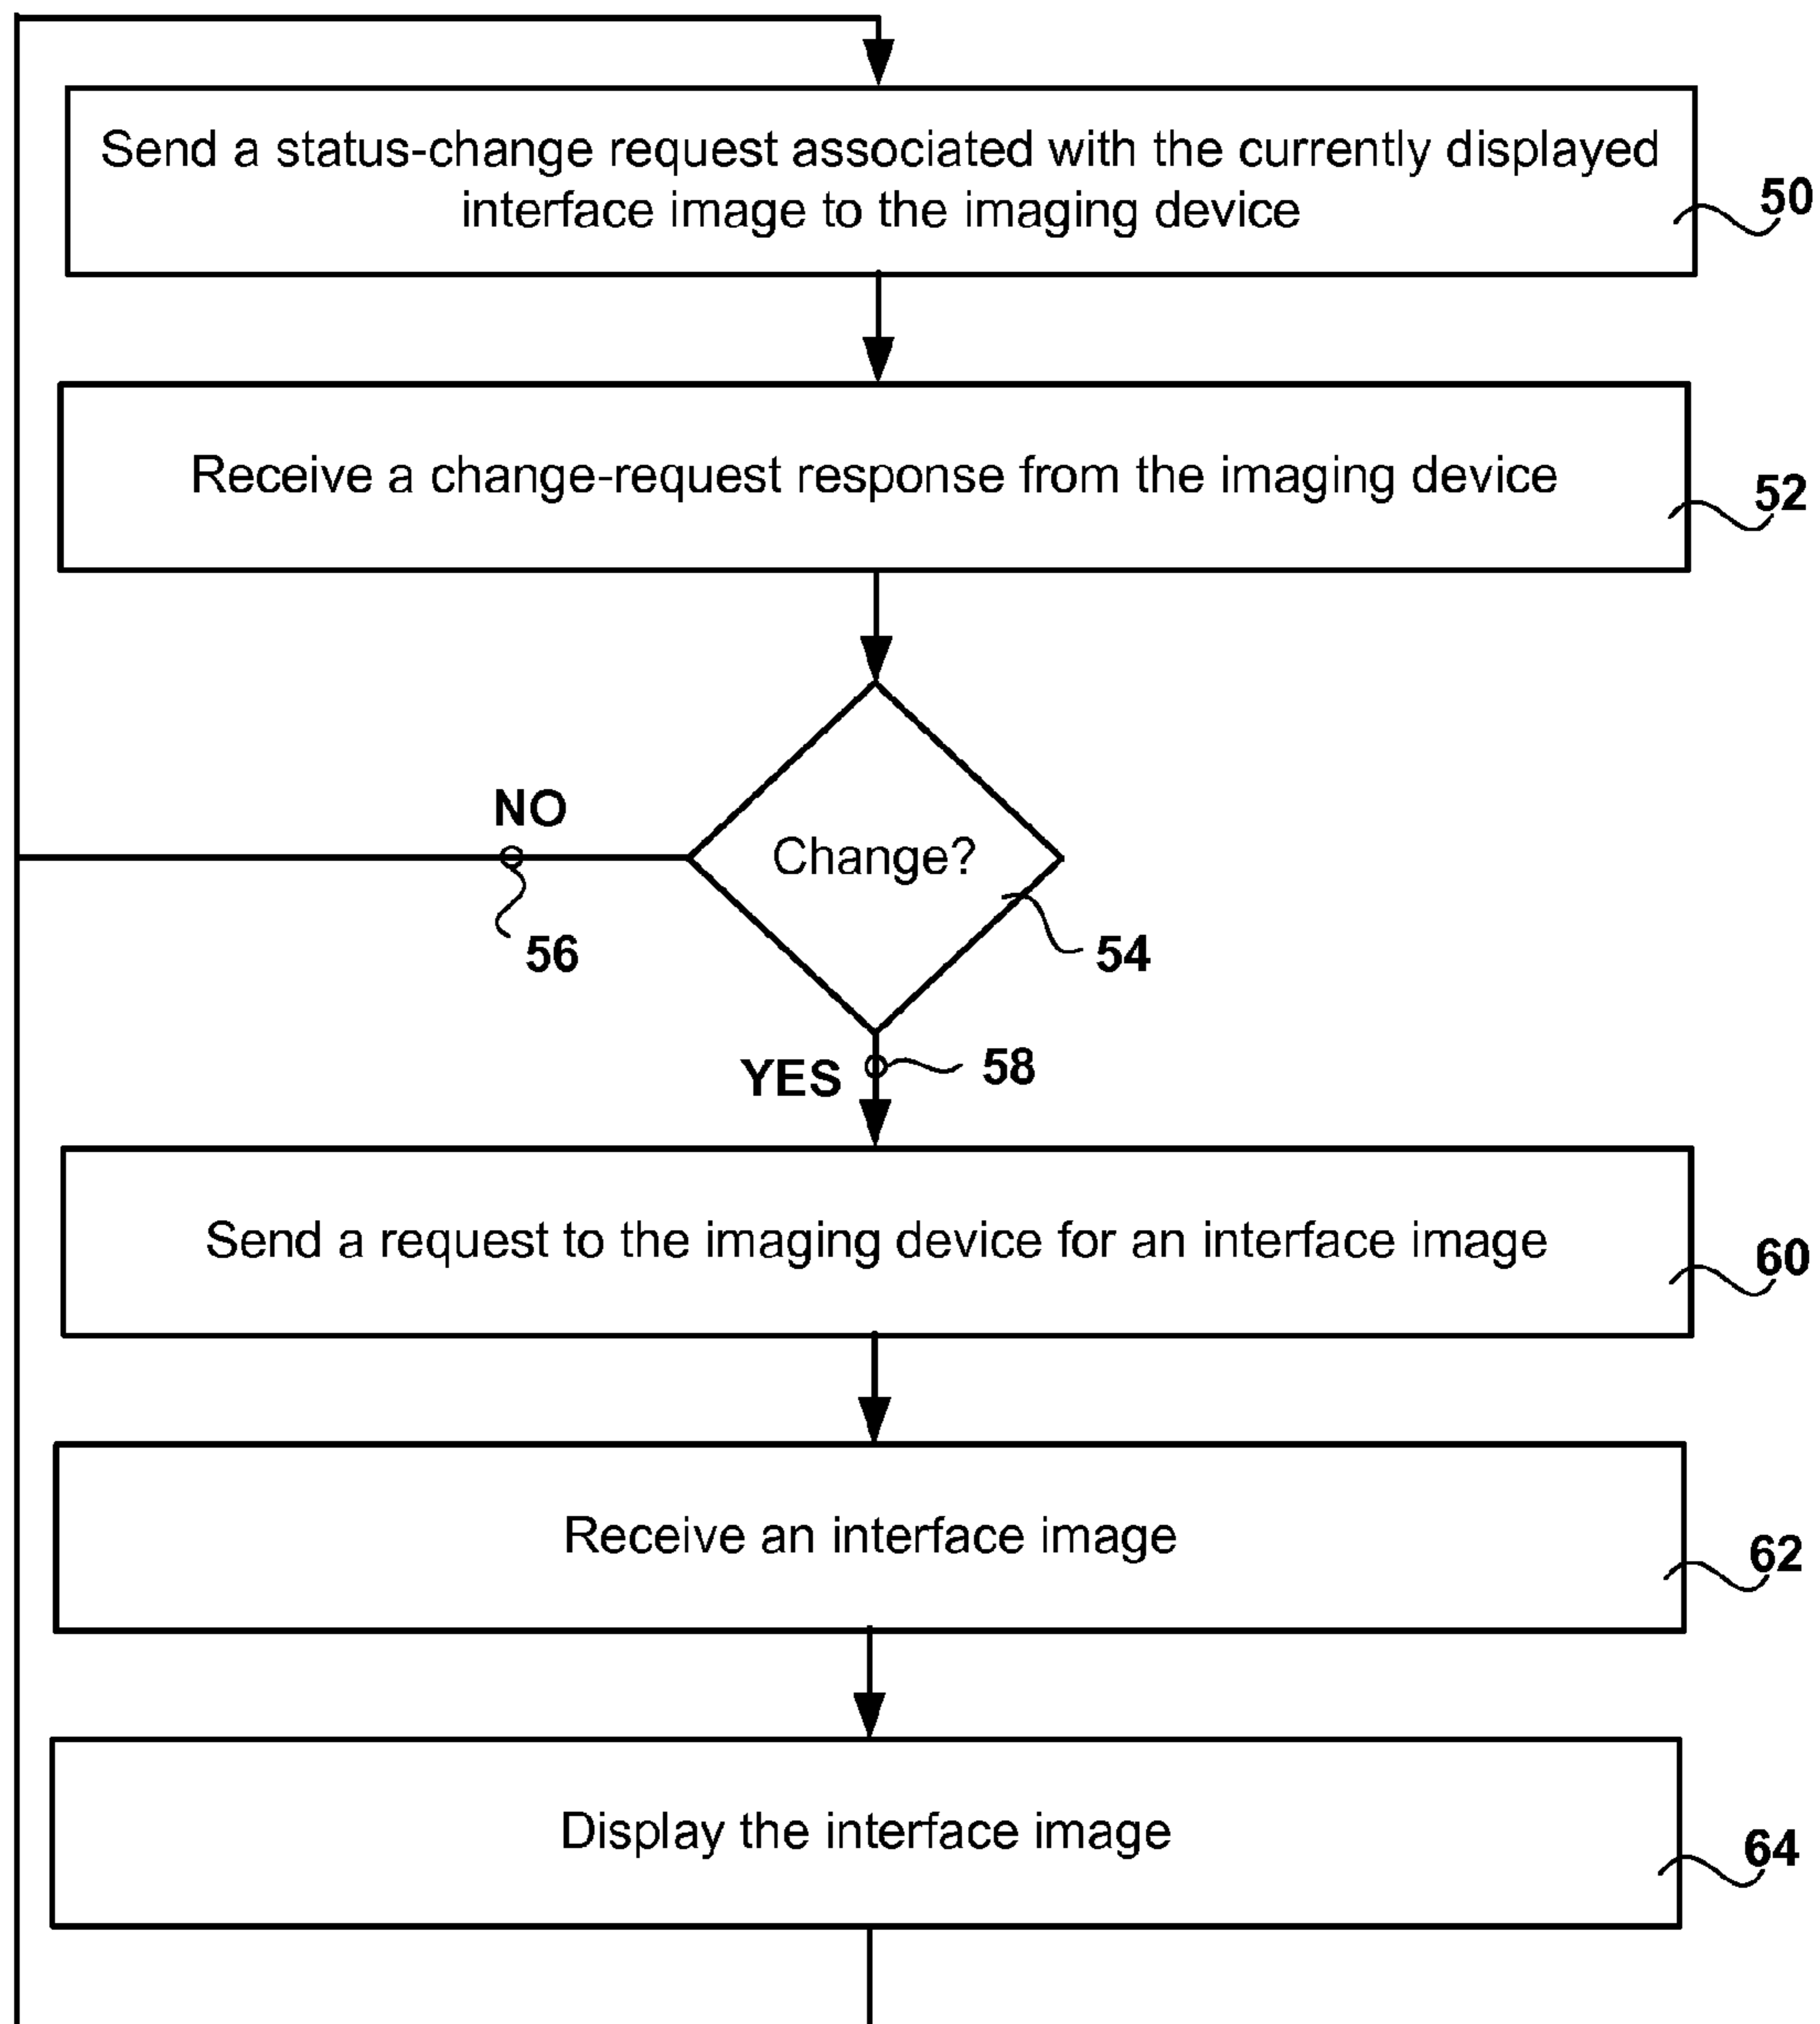 Send a status-change request associated with the currently displayed
interface image to the imaging device
50
Receive a change-request response from the imaging device
52
NO
Change?
56
54
YES
58
Send a request to the imaging device for an interface image
60
Receive an interface image
62
Display the interface image
64